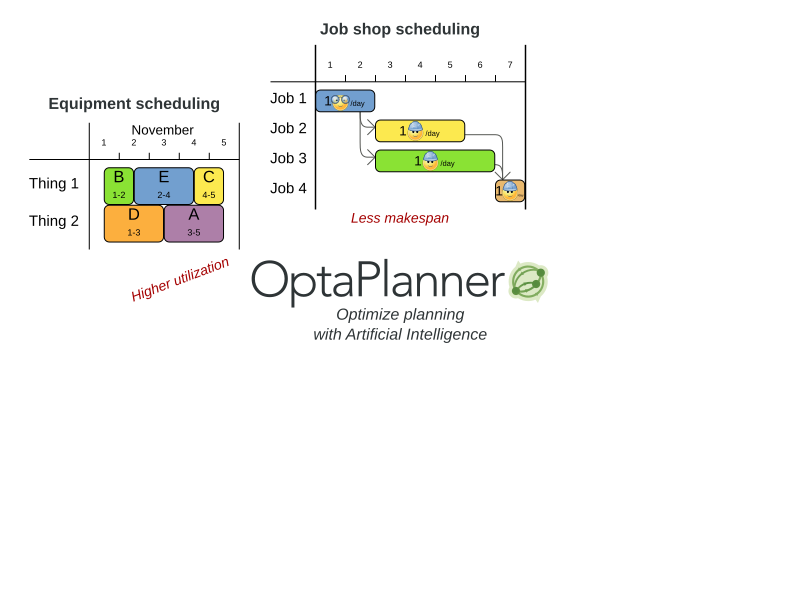 Job shop scheduling
1 2 3 4 5 6 7
Job 1
1 /day
Job 2
1 /day
Job 3
1 /day
Job 4
1
Less makespan
Equipment scheduling
November
1 2 3 4 5
Thing 1
B E C
1-2 2-4 4-5
Thing 2
D A
1-3 3-5
Higher utilization
OptaPlanner
Optimize planning
with Artificial Intelligence